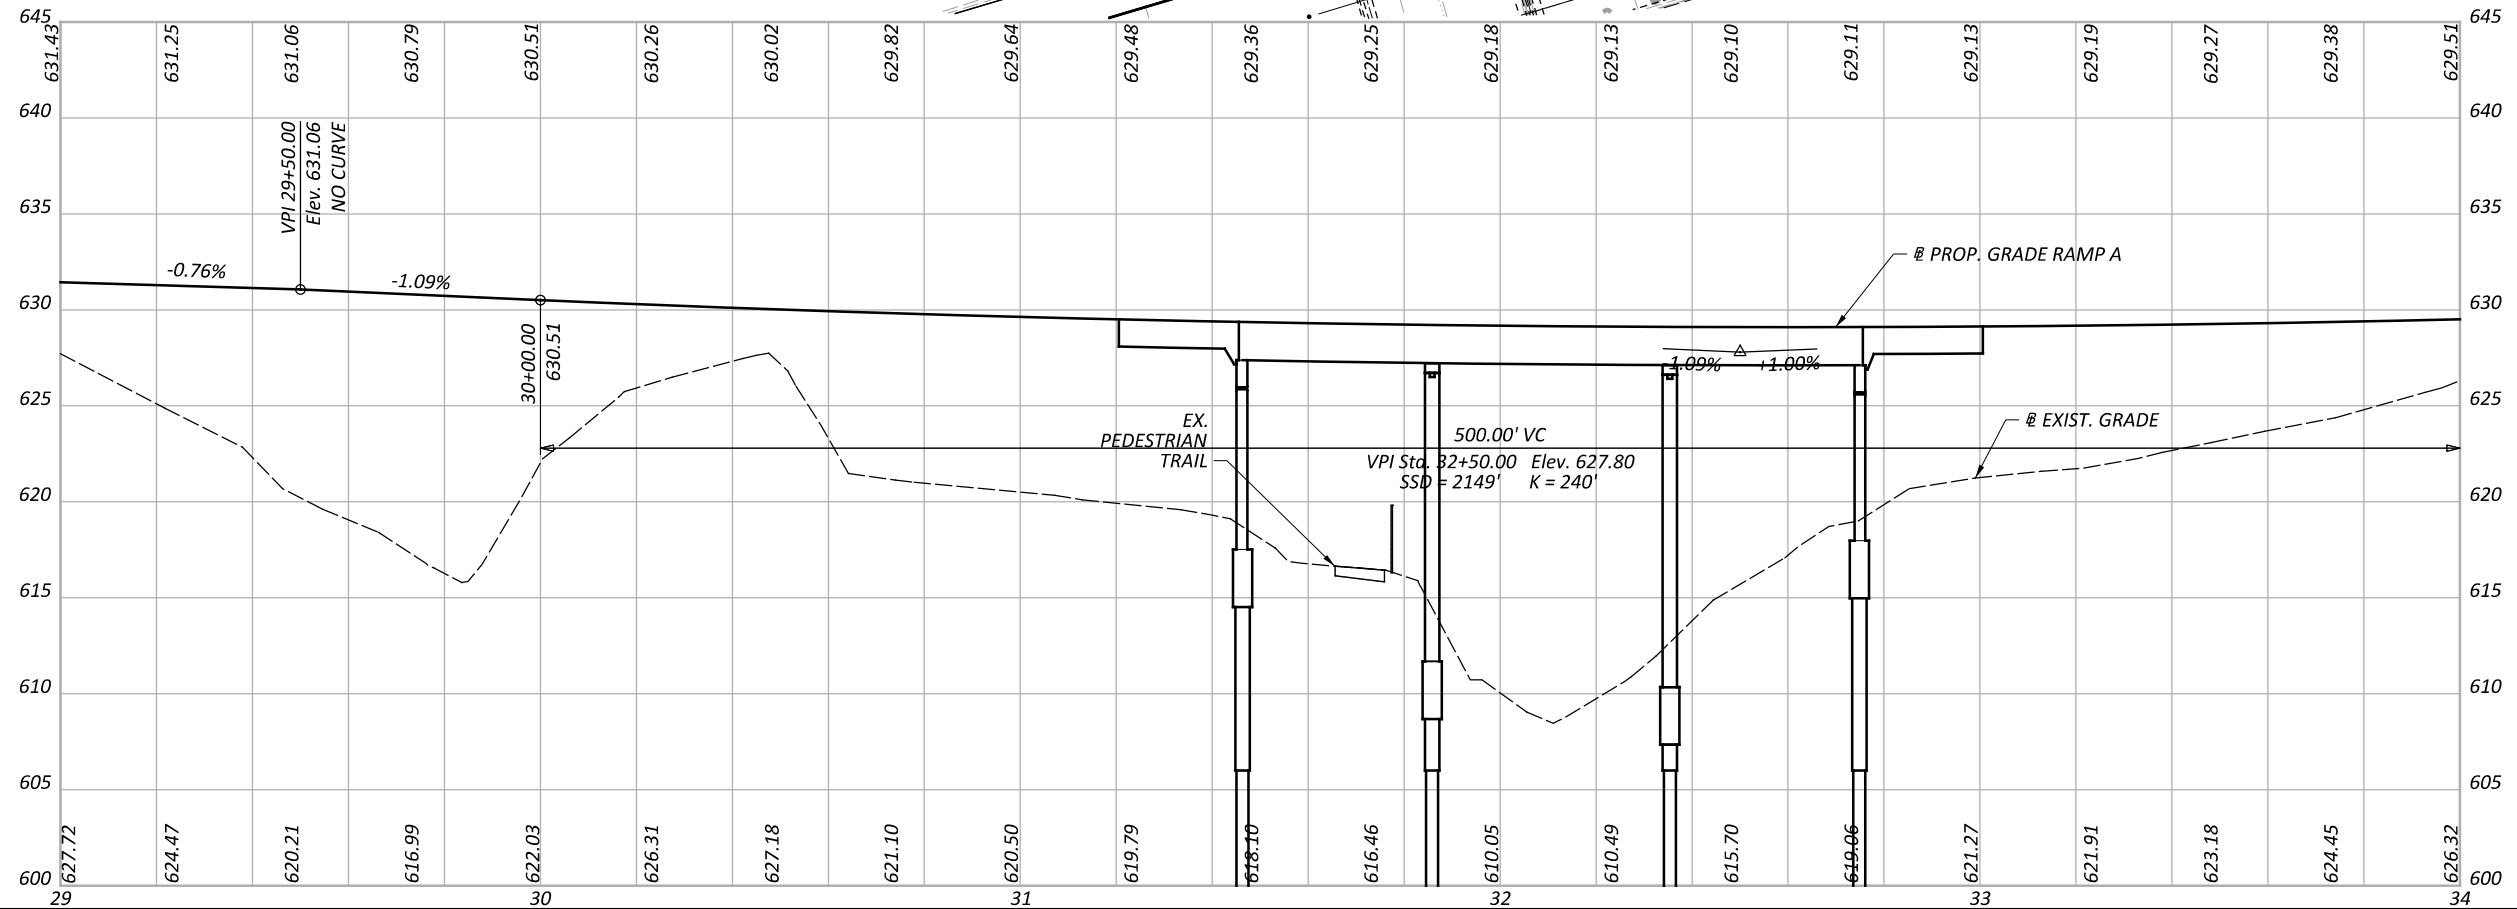 645 645
631.43 631.25 631.06 630.79 630.51 630.26 630.02 629.82 629.64 629.48 629.36 629.25 629.18 629.13 629.10 629.11 629.13 629.19 629.27 629.38 629.51
640 640
VPI 29+50.00
Elev. 631.06
NO CURVE
635 635
-0.76%
-1.09%
℄ PROP. GRADE RAMP A
630 630
30+00.00
630.51
-1.09% +1.00%
625 625
EX.
PEDESTRIAN
TRAIL
500.00' VC
VPI Sta. 32+50.00 Elev. 627.80
SSD = 2149' K = 240'
℄ EXIST. GRADE
620 620
615 615
610 610
605 605
627.72 624.47 620.21 616.99 622.03 626.31 627.18 621.10 620.50 619.79 618.10 616.46 610.05 610.49 615.70 619.06 621.27 621.91 623.18 624.45 626.32
600 600
29 30 31 32 33 34